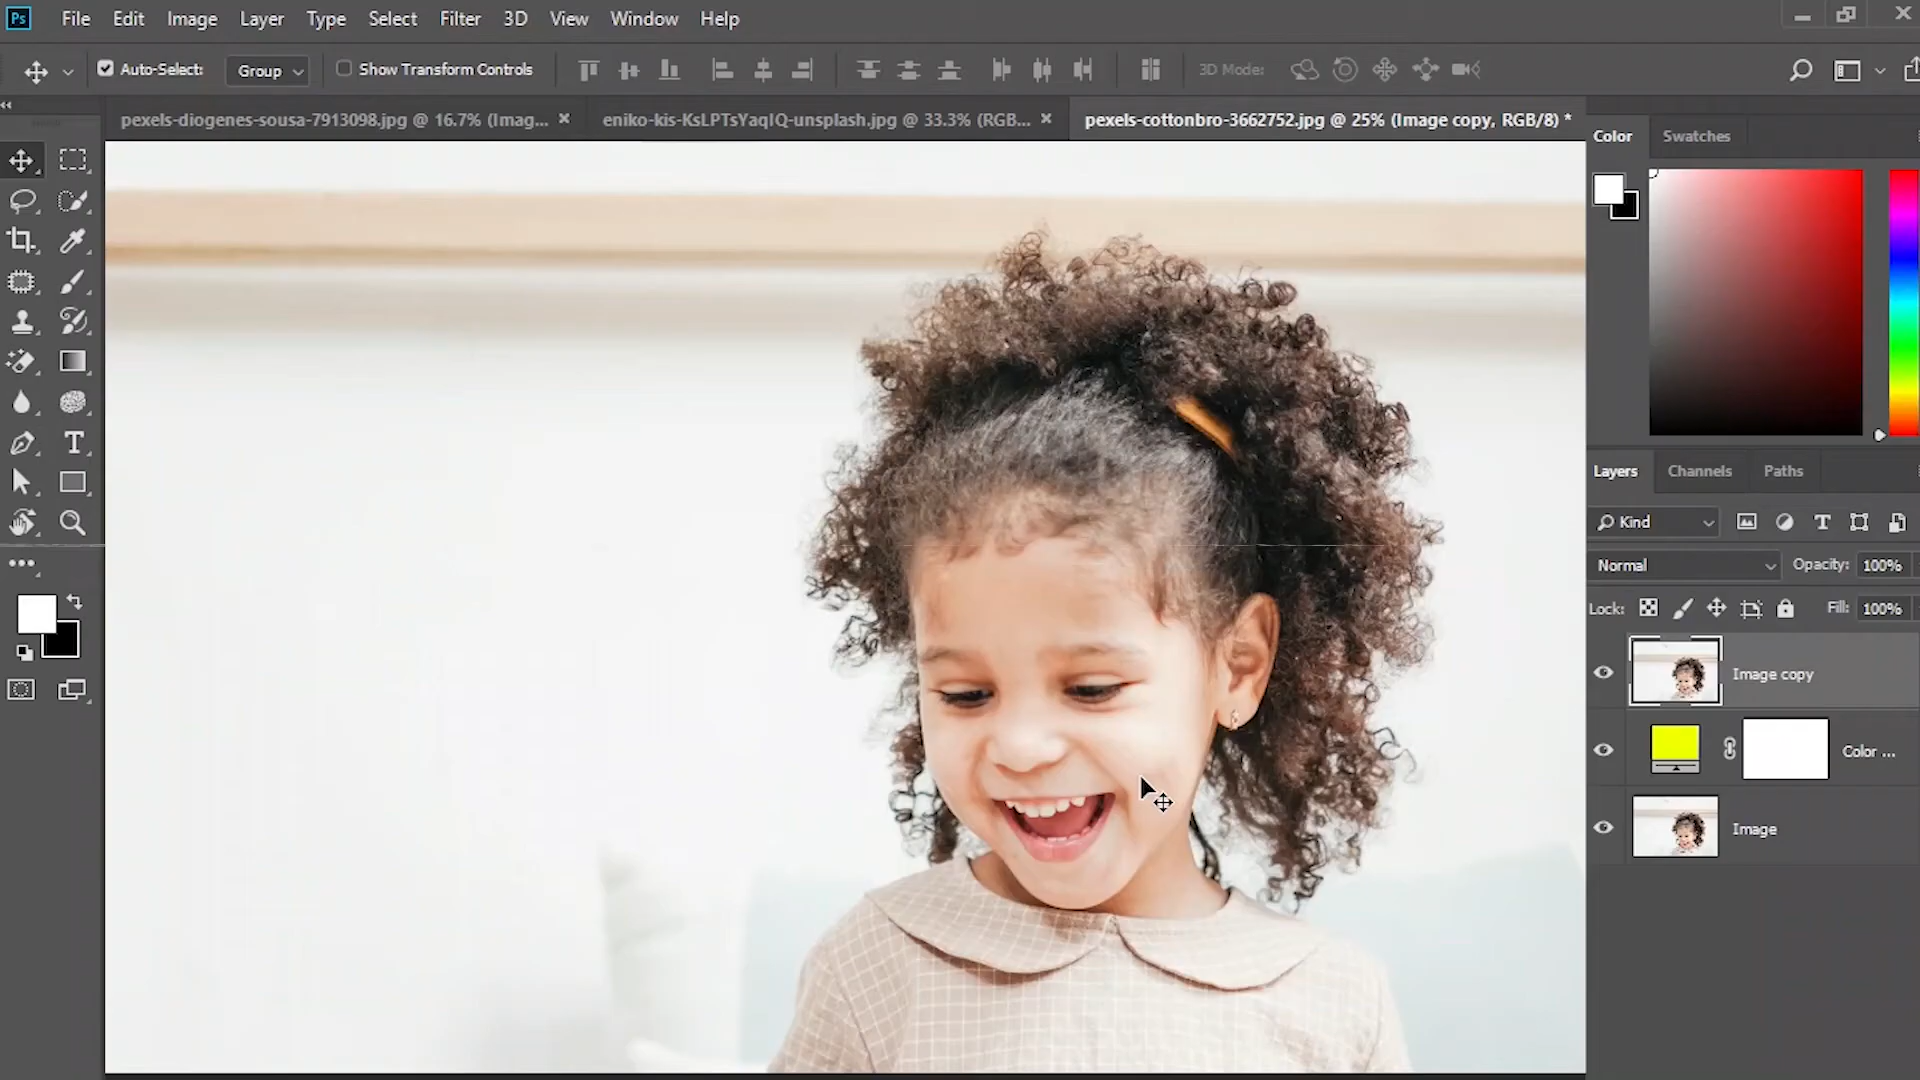 Ps File Edit Image Layer Type Select Filter 3D View Window Help
Auto-Select: Group Show Transform Controls 3D Mode:
pexels-diogenes-sousa-7913098.jpg @ 16.7% (Imag... × eniko-kis-KsLPTsYaqIQ-unsplash.jpg @ 33.3% (RGB... × pexels-cottonbro-3662752.jpg @ 25% (Image copy, RGB/8) *
Color Swatches
Layers Channels Paths
Kind
Normal Opacity: 100%
Lock: Fill: 100%
Image copy
Color ...
Image